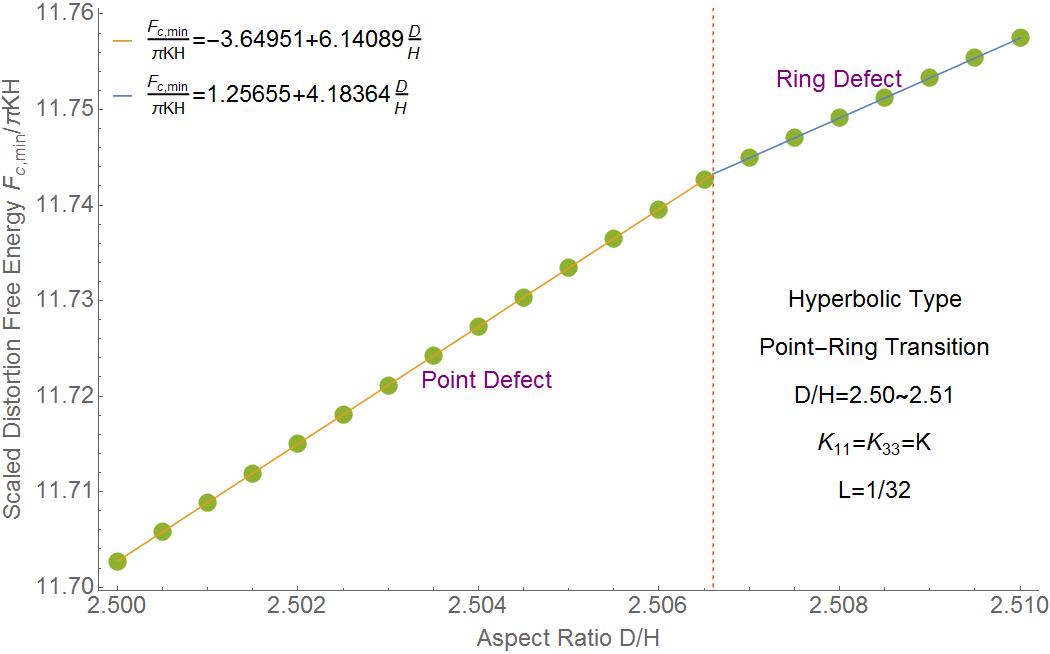 11.76
11.75
11.74
11.73
11.72
11.71
11.70
Scaled Distortion Free Energy F_{c,min}/πKH
F_{c,min}/πKH=−3.64951+6.14089 D/H
F_{c,min}/πKH=1.25655+4.18364 D/H
Ring Defect
Point Defect
Hyperbolic Type
Point−Ring Transition
D/H=2.50~2.51
K₁₁=K₃₃=K
L=1/32
2.500 2.502 2.504 2.506 2.508 2.510
Aspect Ratio D/H